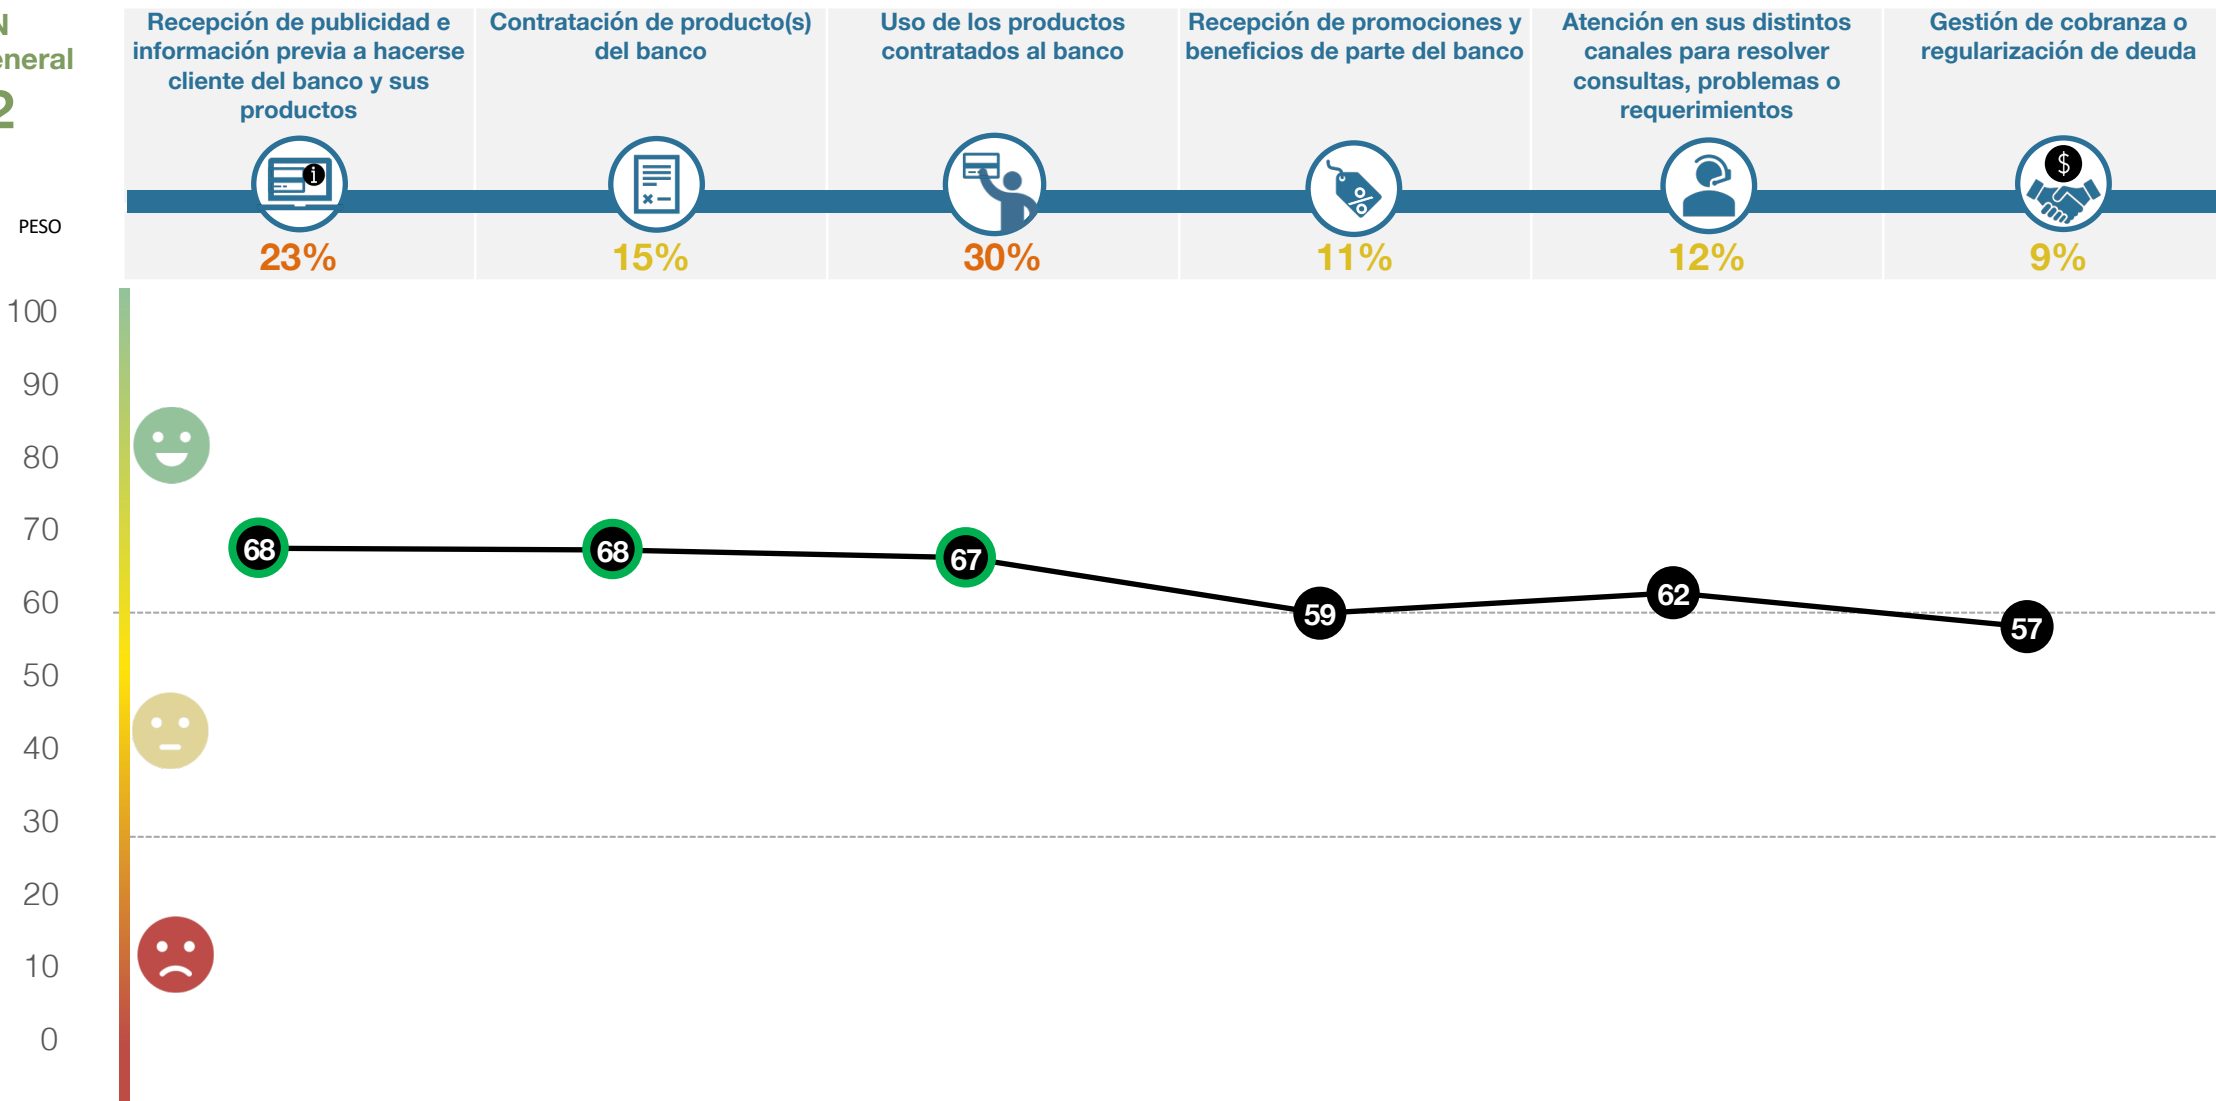 N
eneral
2
Recepción de publicidad e
información previa a hacerse
cliente del banco y sus
productos
Contratación de producto(s)
del banco
Uso de los productos
contratados al banco
Recepción de promociones y
beneficios de parte del banco
Atención en sus distintos
canales para resolver
consultas, problemas o
requerimientos
Gestión de cobranza o
regularización de deuda
i
$
%
PESO
23%
15%
30%
11%
12%
9%
100
90
80
70
60
50
40
30
20
10
0
68
68
67
59
62
57